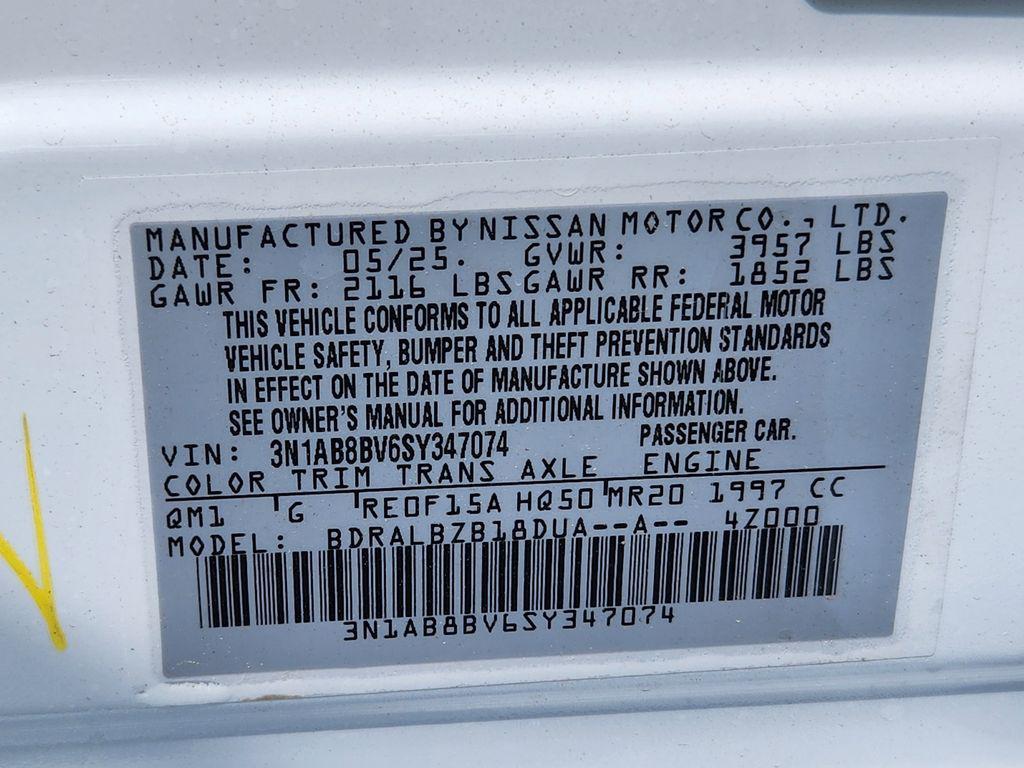 MANUFACTURED BY NISSAN MOTOR CO., LTD.
DATE: 05/25. GVWR: 3957 LBS
GAWR FR: 2116 LBS GAWR RR: 1852 LBS
THIS VEHICLE CONFORMS TO ALL APPLICABLE FEDERAL MOTOR
VEHICLE SAFETY, BUMPER AND THEFT PREVENTION STANDARDS
IN EFFECT ON THE DATE OF MANUFACTURE SHOWN ABOVE.
SEE OWNER'S MANUAL FOR ADDITIONAL INFORMATION.
VIN: 3N1AB8BV6SY347074 PASSENGER CAR.
COLOR TRIM TRANS AXLE ENGINE
QM1 G RE0F15A HQ50 MR20 1997 CC
MODEL: BDRALBZB18DUA--A-- 4Z000
3N1AB8BV6SY347074